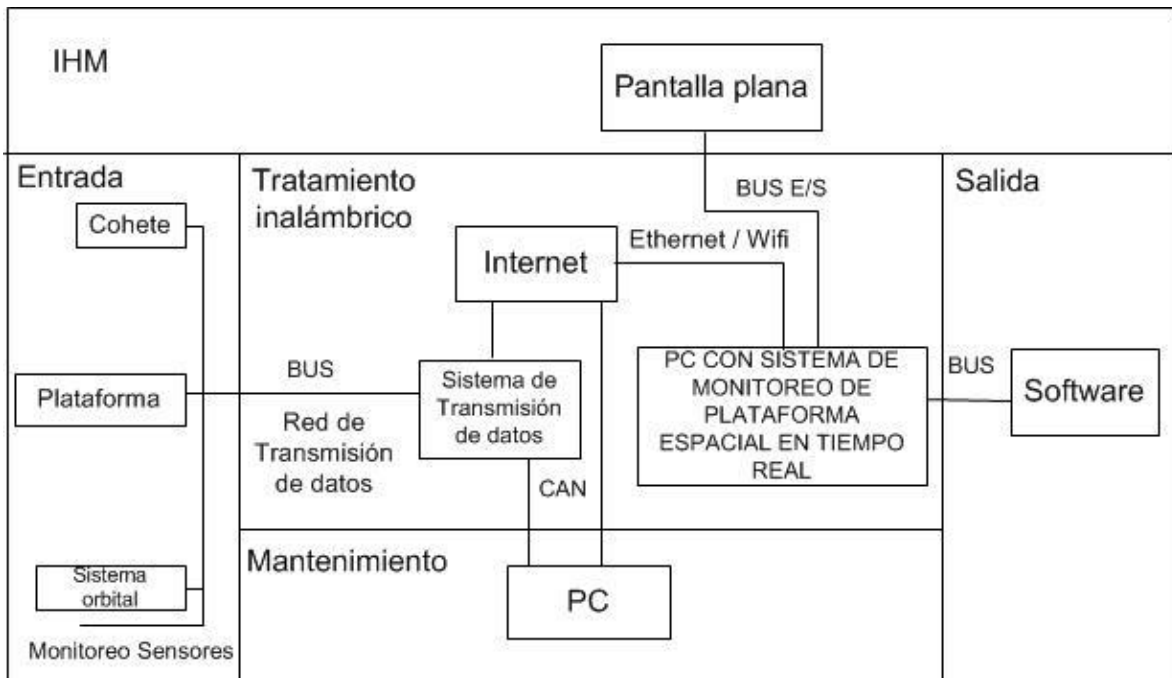 IHM
Pantalla plana
Entrada
Cohete
Plataforma
Sistema
orbital
Monitoreo Sensores
Tratamiento
inalámbrico
BUS E/S
Ethernet / Wifi
Internet
BUS
Red de
Transmisión
de datos
Sistema de
Transmisión
de datos
CAN
PC CON SISTEMA DE
MONITOREO DE
PLATAFORMA
ESPACIAL EN TIEMPO
REAL
Mantenimiento
PC
Salida
BUS
Software